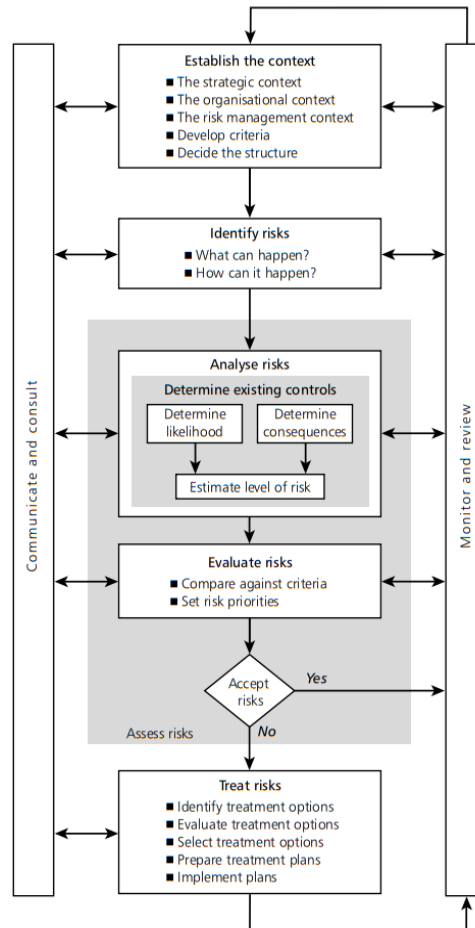 Establish the context
■ The strategic context
■ The organisational context
■ The risk management context
■ Develop criteria
■ Decide the structure
Identify risks
■ What can happen?
■ How can it happen?
Analyse risks
Determine existing controls
Determine
likelihood
Determine
consequences
Estimate level of risk
Evaluate risks
■ Compare against criteria
■ Set risk priorities
Accept
risks
Yes
No
Assess risks
Treat risks
■ Identify treatment options
■ Evaluate treatment options
■ Select treatment options
■ Prepare treatment plans
■ Implement plans
Communicate and consult
Monitor and review